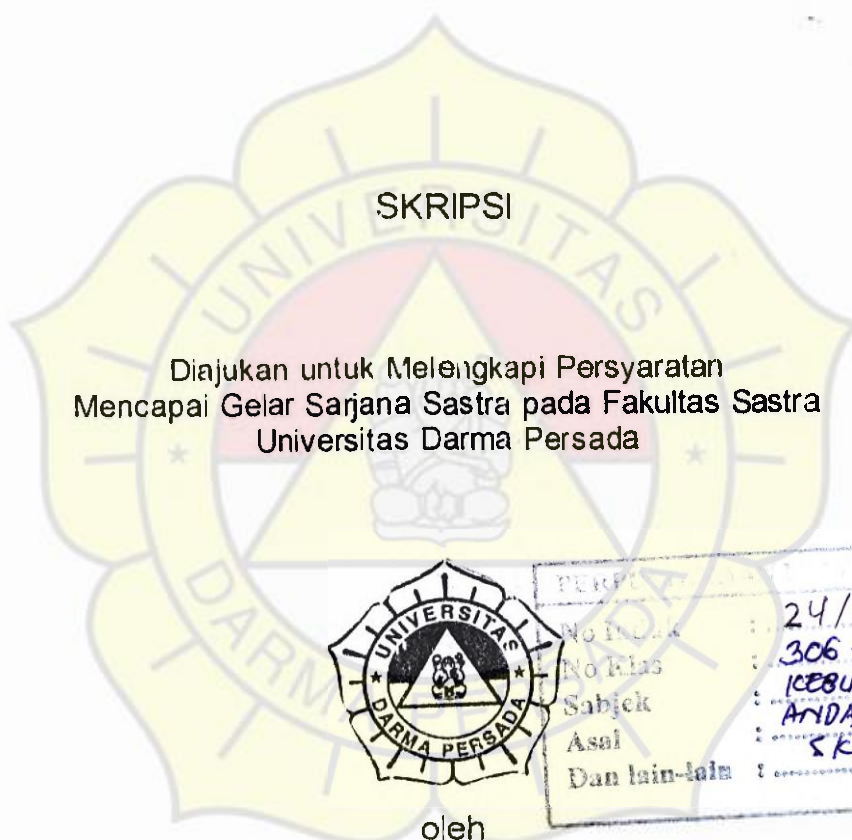 SKRIPSI
Diajukan untuk Melengkapi Persyaratan
Mencapai Gelar Sarjana Sastra pada Fakultas Sastra
Universitas Darma Persada
UNIVERSITAS
DARMA PERSADA
No Induk : 24/
No Klas : 306
Sabjek :
Asal :
Dan lain-lain :
oleh